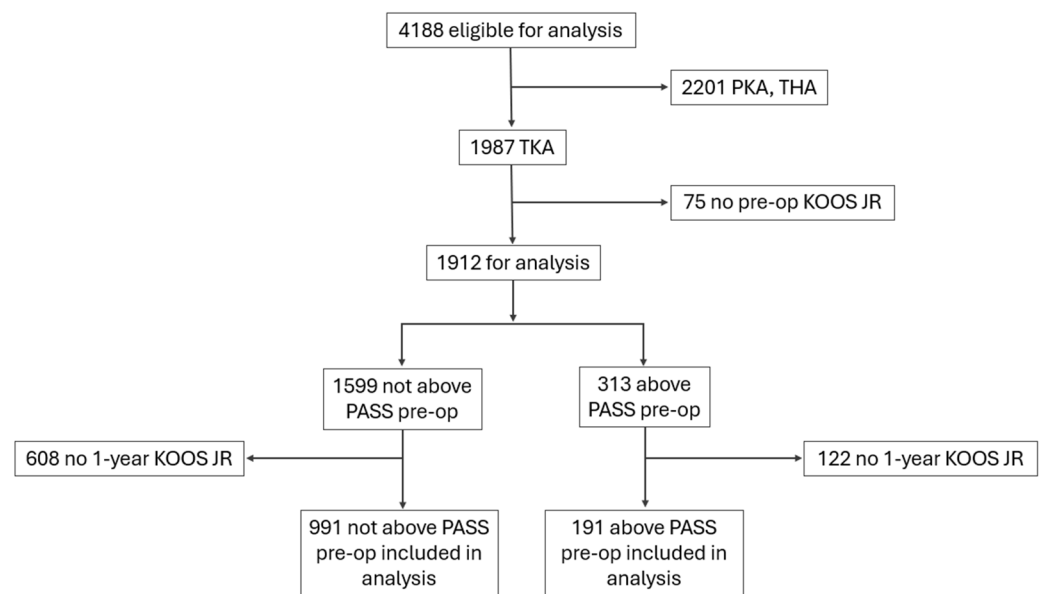 4188 eligible for analysis
2201 PKA, THA
1987 TKA
75 no pre-op KOOS JR
1912 for analysis
1599 not above
PASS pre-op
313 above
PASS pre-op
608 no 1-year KOOS JR
122 no 1-year KOOS JR
991 not above PASS
pre-op included in
analysis
191 above PASS
pre-op included in
analysis